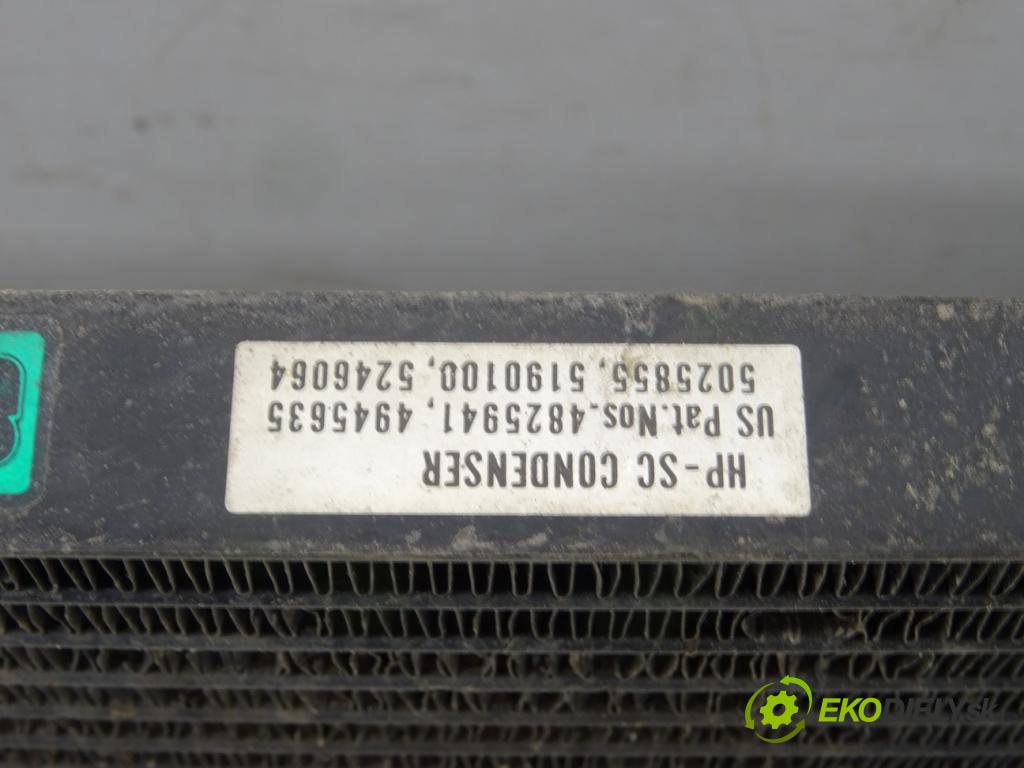 HP-SC CONDENSER
US Pat.Nos.4825941, 4945635
5025855, 5190100, 5246064
EKODIELY.sk